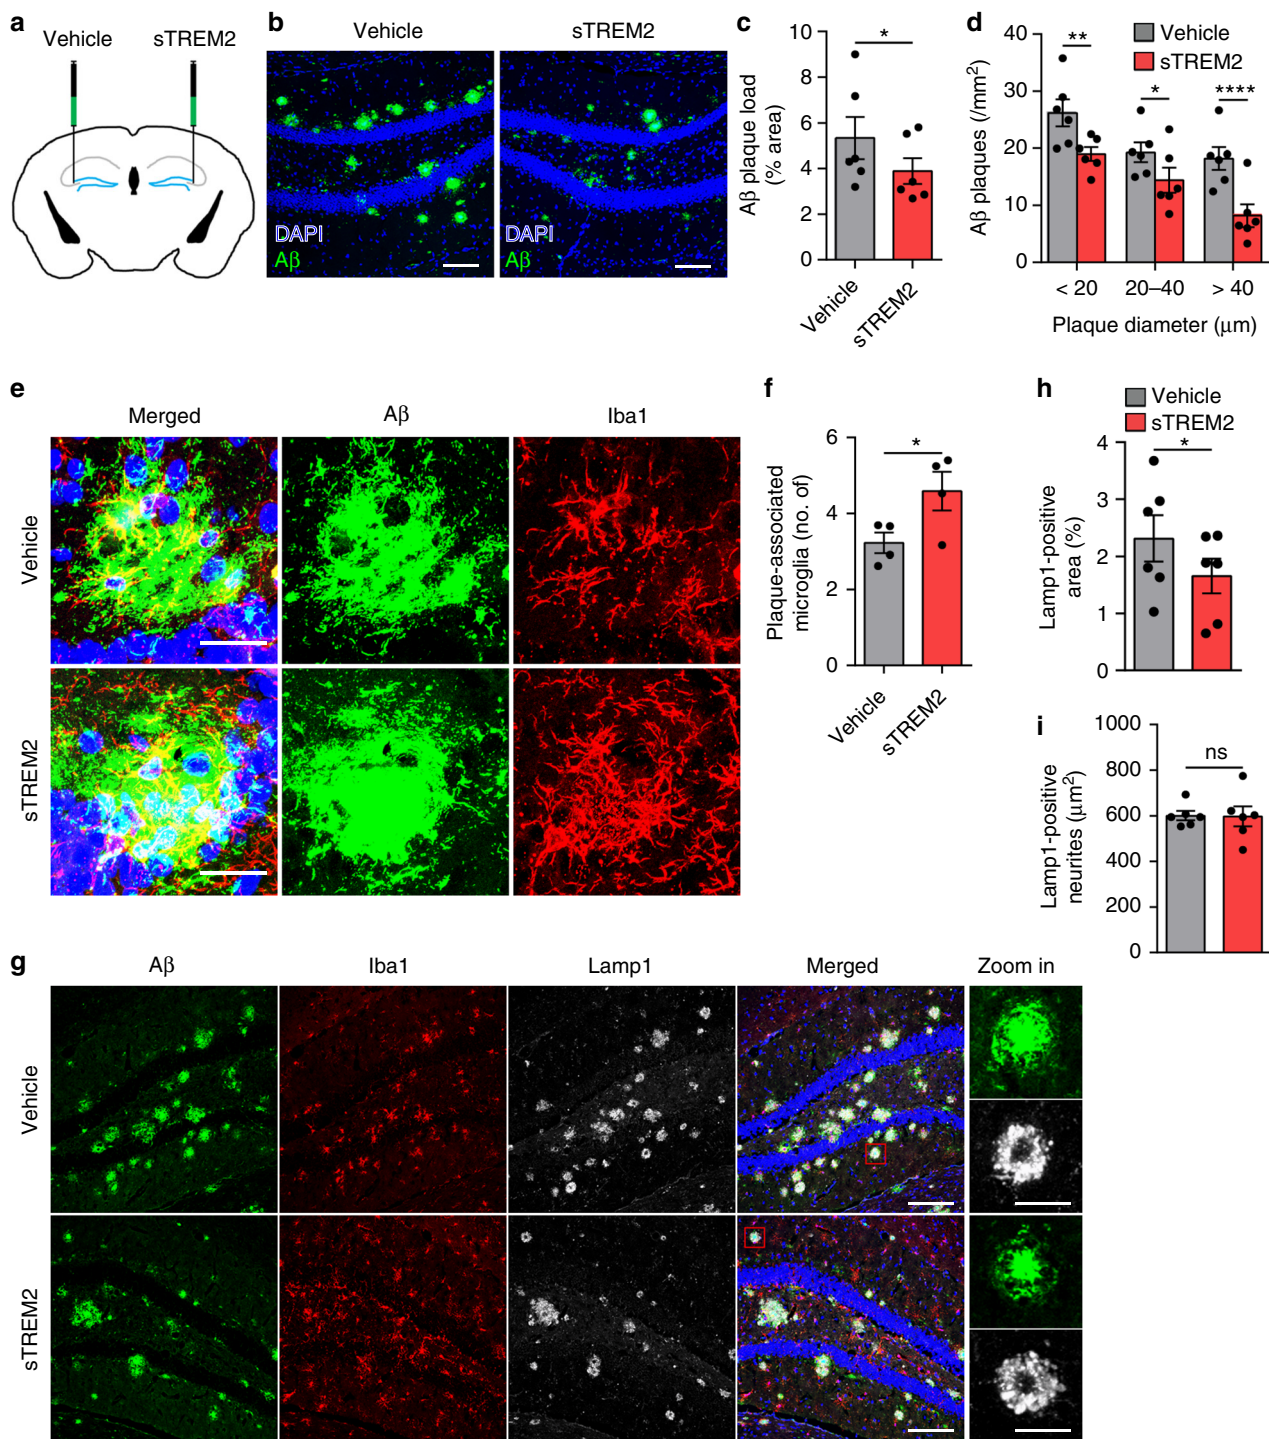 a
Vehicle sTREM2
b
Vehicle sTREM2
DAPI
Aβ
DAPI
Aβ
c
Aβ plaque load
(% area)
10
8
6
4
2
0
*
Vehicle
sTREM2
d
Aβ plaques (/mm2)
40
30
20
10
0
Vehicle
sTREM2
** * ****
< 20 20–40 > 40
Plaque diameter (μm)
e
Merged Aβ Iba1
Vehicle
sTREM2
f
Plaque-associated
microglia (no. of)
6
4
2
0
*
Vehicle
sTREM2
h
Vehicle
sTREM2
Lamp1-positive
area (%)
4
3
2
1
0
*
i
Lamp1-positive
neurites (μm2)
1000
800
600
400
200
0
ns
g
Aβ Iba1 Lamp1 Merged Zoom in
Vehicle
sTREM2